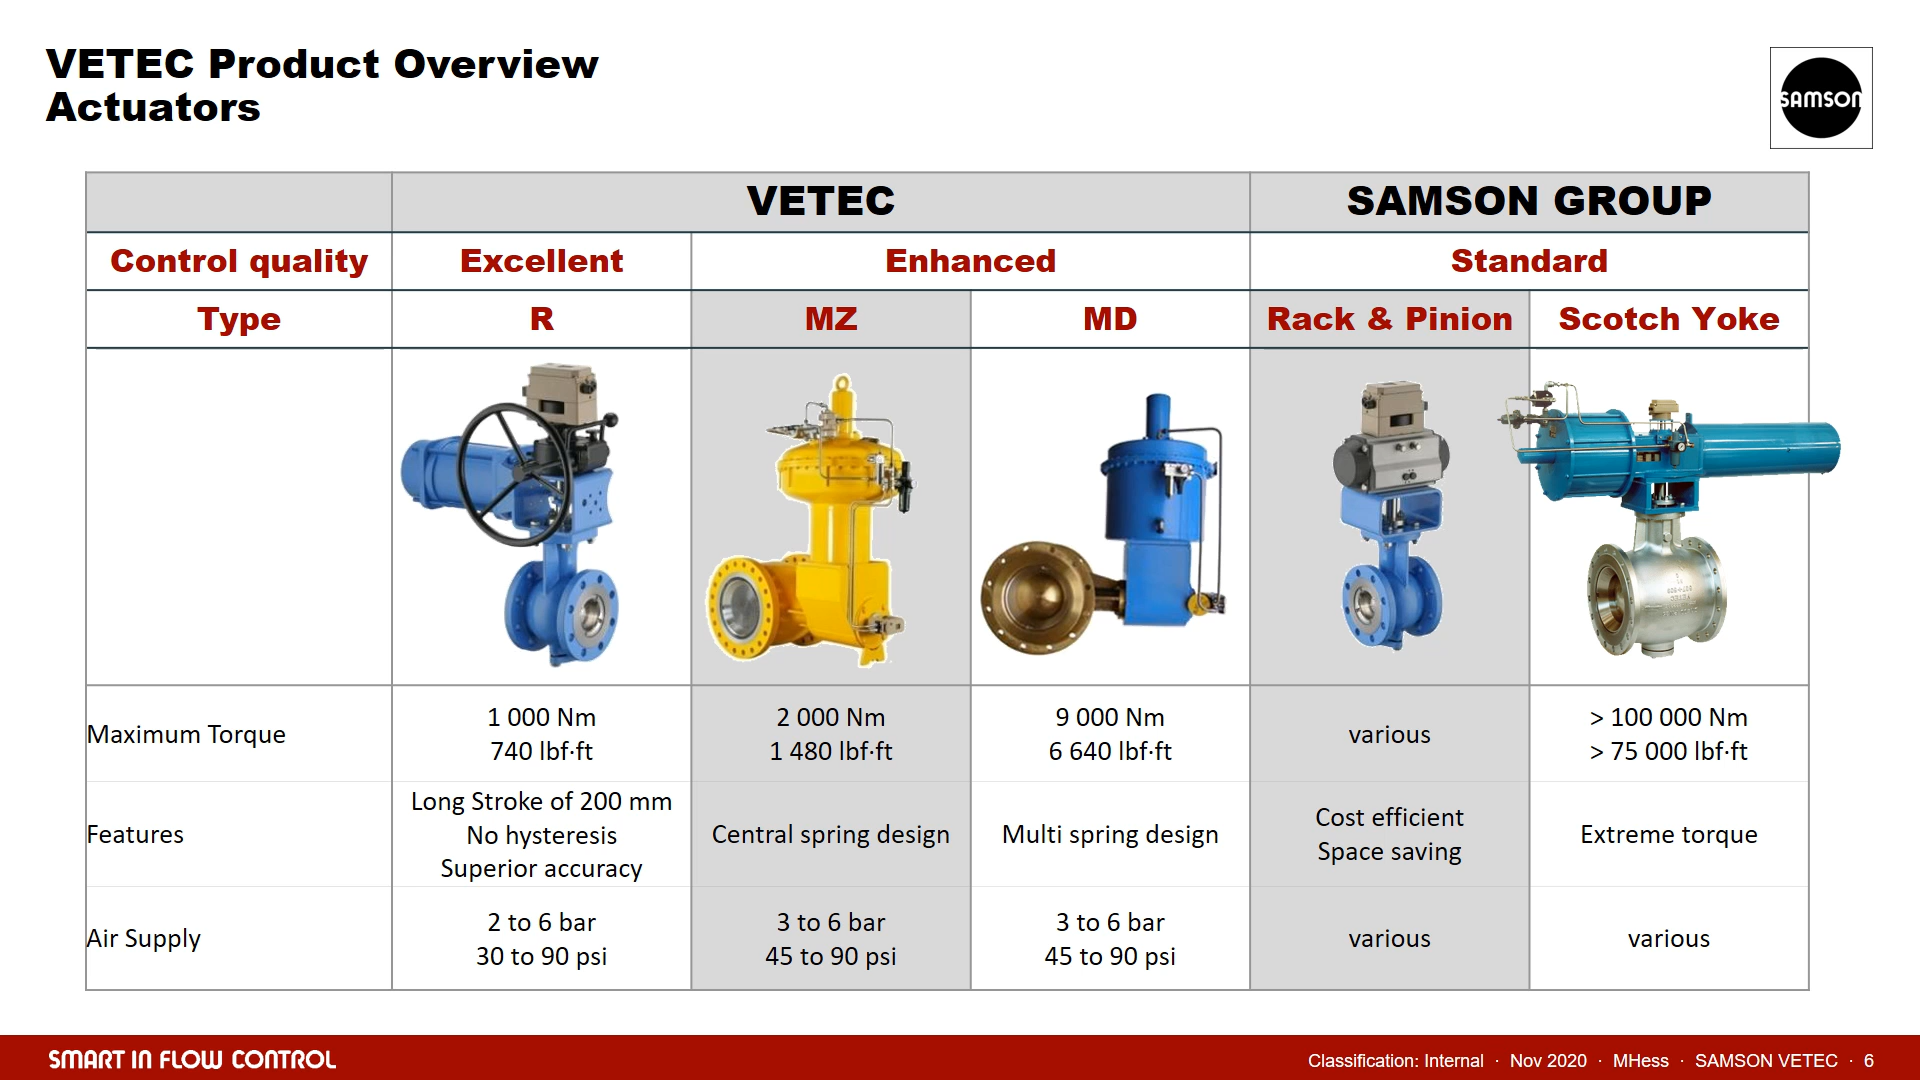 VETEC Product Overview
Actuators
SAMSON
VETEC
SAMSON GROUP
Control quality
Excellent
Enhanced
Standard
Type
R
MZ
MD
Rack & Pinion
Scotch Yoke
Maximum Torque
1 000 Nm
740 lbf·ft
2 000 Nm
1 480 lbf·ft
9 000 Nm
6 640 lbf·ft
various
> 100 000 Nm
> 75 000 lbf·ft
Features
Long Stroke of 200 mm
No hysteresis
Superior accuracy
Central spring design
Multi spring design
Cost efficient
Space saving
Extreme torque
Air Supply
2 to 6 bar
30 to 90 psi
3 to 6 bar
45 to 90 psi
3 to 6 bar
45 to 90 psi
various
various
SMART IN FLOW CONTROL
Classification: Internal · Nov 2020 · MHess · SAMSON VETEC · 6